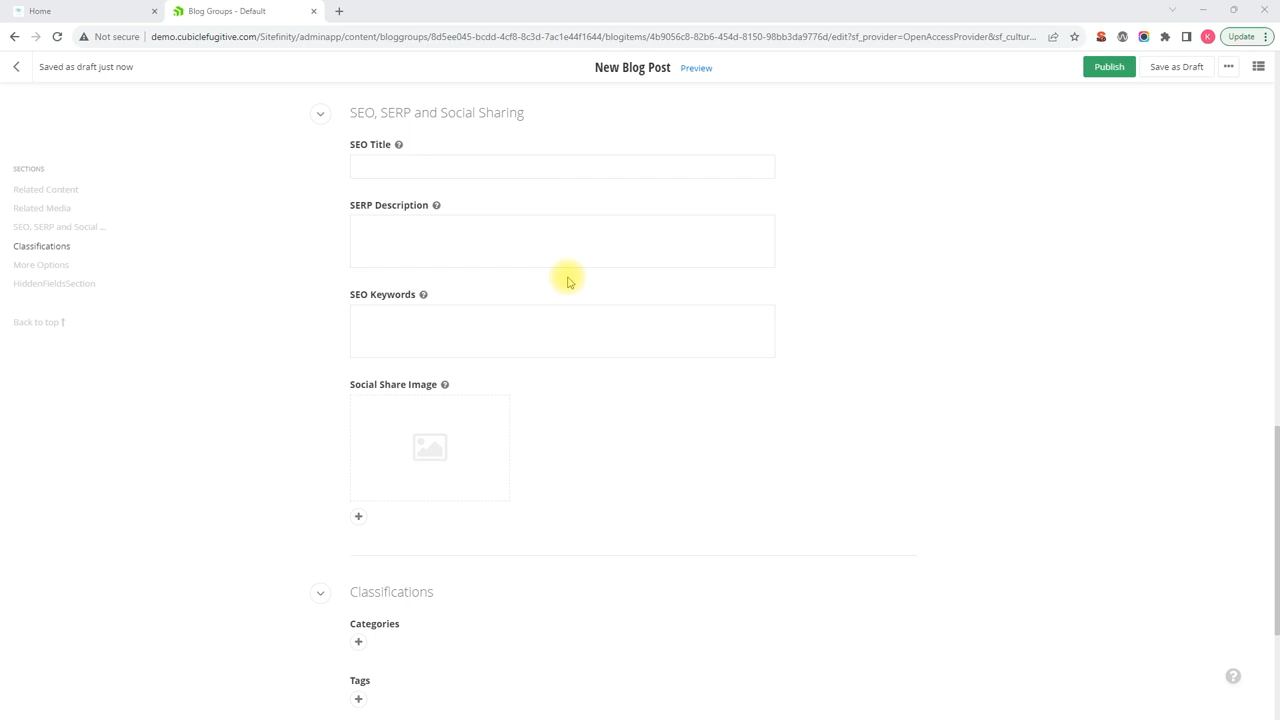 Home
Blog Groups - Default
Not secure
demo.cubiclefugitive.com/Sitefinity/adminapp/content/bloggroups/8d5ee045-bcdd-4cf8-8c3d-7ac1e44f1644/blogitems/4b9056c8-82b6-454d-8150-98bb3da9776d/edit?sf_provider=OpenAccessProvider&sf_cultur...
K
Update
Saved as draft just now
New Blog Post
Preview
Publish
Save as Draft
SECTIONS
Related Content
Related Media
SEO, SERP and Social ...
Classifications
More Options
HiddenFieldsSection
Back to top
SEO, SERP and Social Sharing
SEO Title
SERP Description
SEO Keywords
Social Share Image
Classifications
Categories
Tags